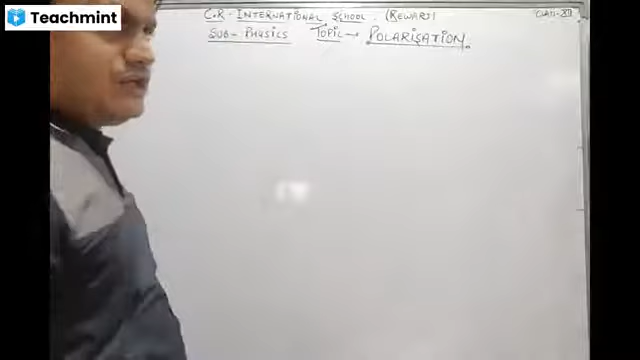 Teachmint
C.R - INTERNATIONAL SCHOOL. (REWARI)
SUB- PHYSICS TOPIC → POLARISATION.